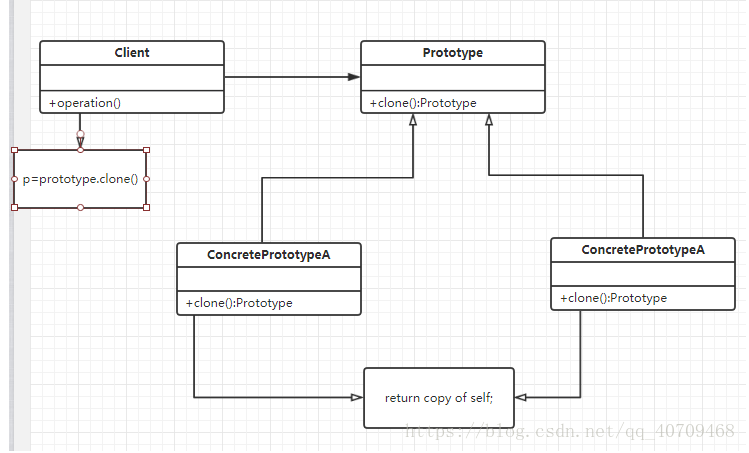 Client
Prototype
+operation()
+clone():Prototype
p=prototype.clone()
ConcretePrototypeA
ConcretePrototypeA
+clone():Prototype
+clone():Prototype
return copy of self;
https://blog.csdn.net/qq_40709468